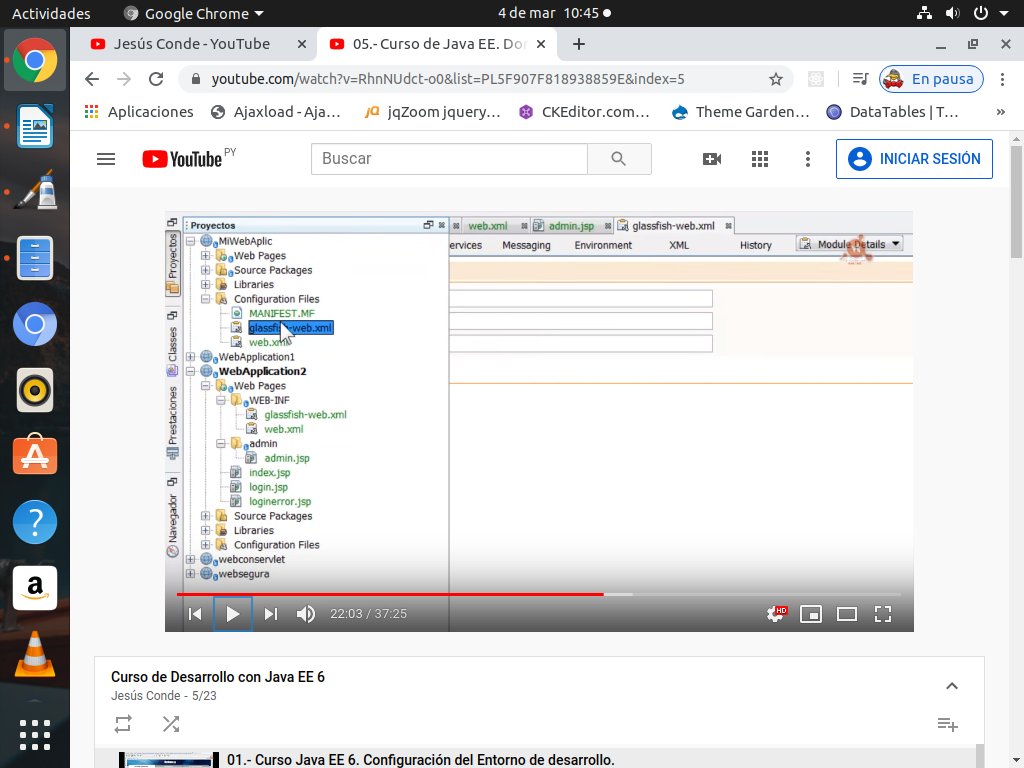 Actividades
Google Chrome
4 de mar 10:45
Jesús Conde - YouTube
05.- Curso de Java EE. Dor
youtube.com/watch?v=RhnNUdct-o0&list=PL5F907F818938859E&index=5
En pausa
Aplicaciones
Ajaxload - Aja…
jqZoom jquery…
CKEditor.com…
Theme Garden…
DataTables | T…
»
YouTube PY
Buscar
INICIAR SESIÓN
Proyectos
web.xml
admin.jsp
glassfish-web.xml
ervices
Messaging
Environment
XML
History
Module Details
Proyectos
Classes
Prestaciones
Navegador
MiWebAplic
Web Pages
Source Packages
Libraries
Configuration Files
MANIFEST.MF
glassfish-web.xml
web.xml
WebApplication1
WebApplication2
Web Pages
WEB-INF
glassfish-web.xml
web.xml
admin
admin.jsp
index.jsp
login.jsp
loginerror.jsp
Source Packages
Libraries
Configuration Files
webconservlet
websegura
22:03 / 37:25
HD
Curso de Desarrollo con Java EE 6
Jesús Conde - 5/23
01.- Curso Java EE 6. Configuración del Entorno de desarrollo.